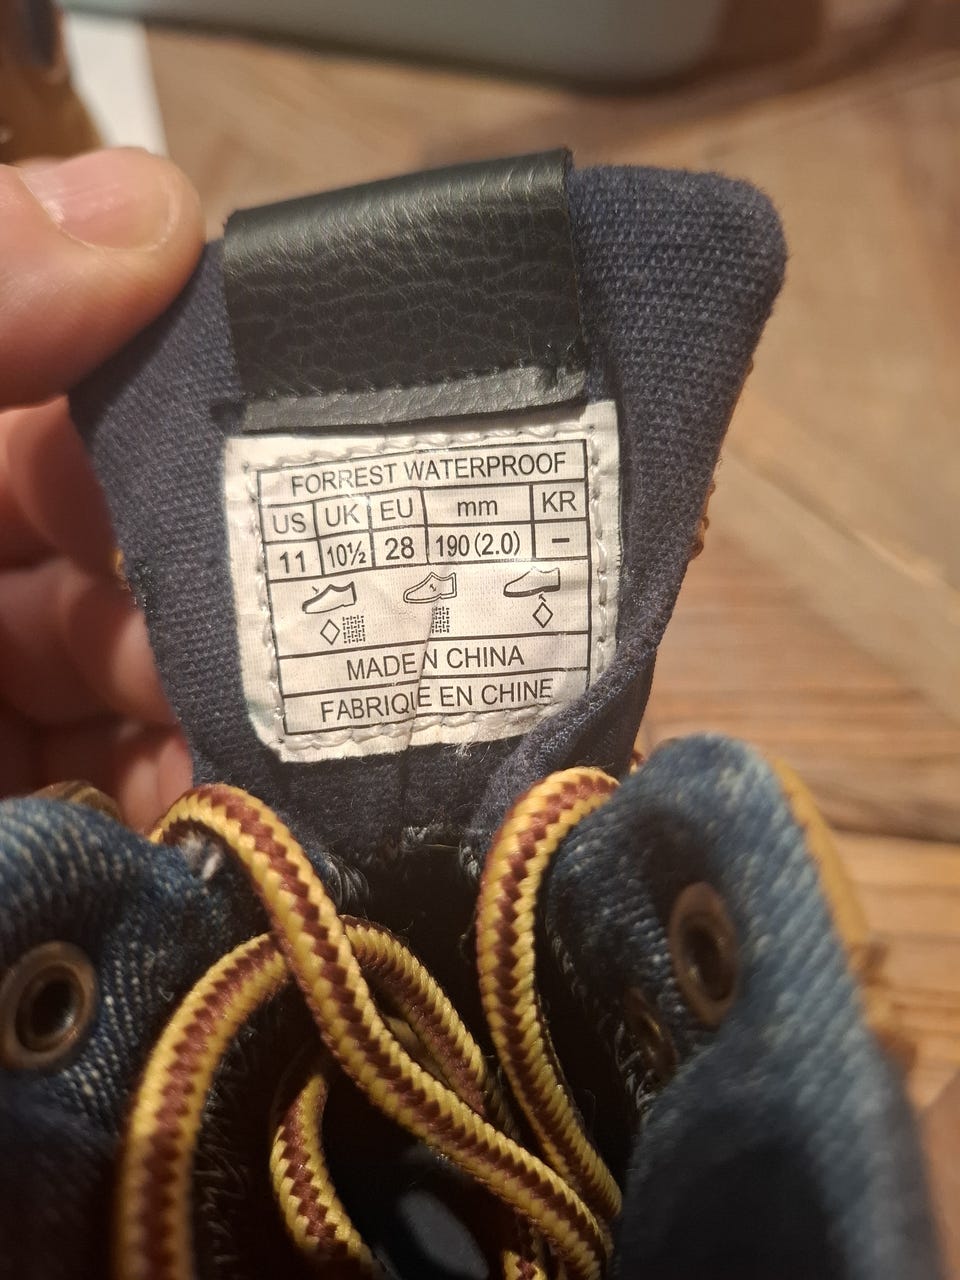 FORREST WATERPROOF
US UK EU mm KR
11 10½ 28 190 (2.0) –
MADE N CHINA
FABRIQUE EN CHINE